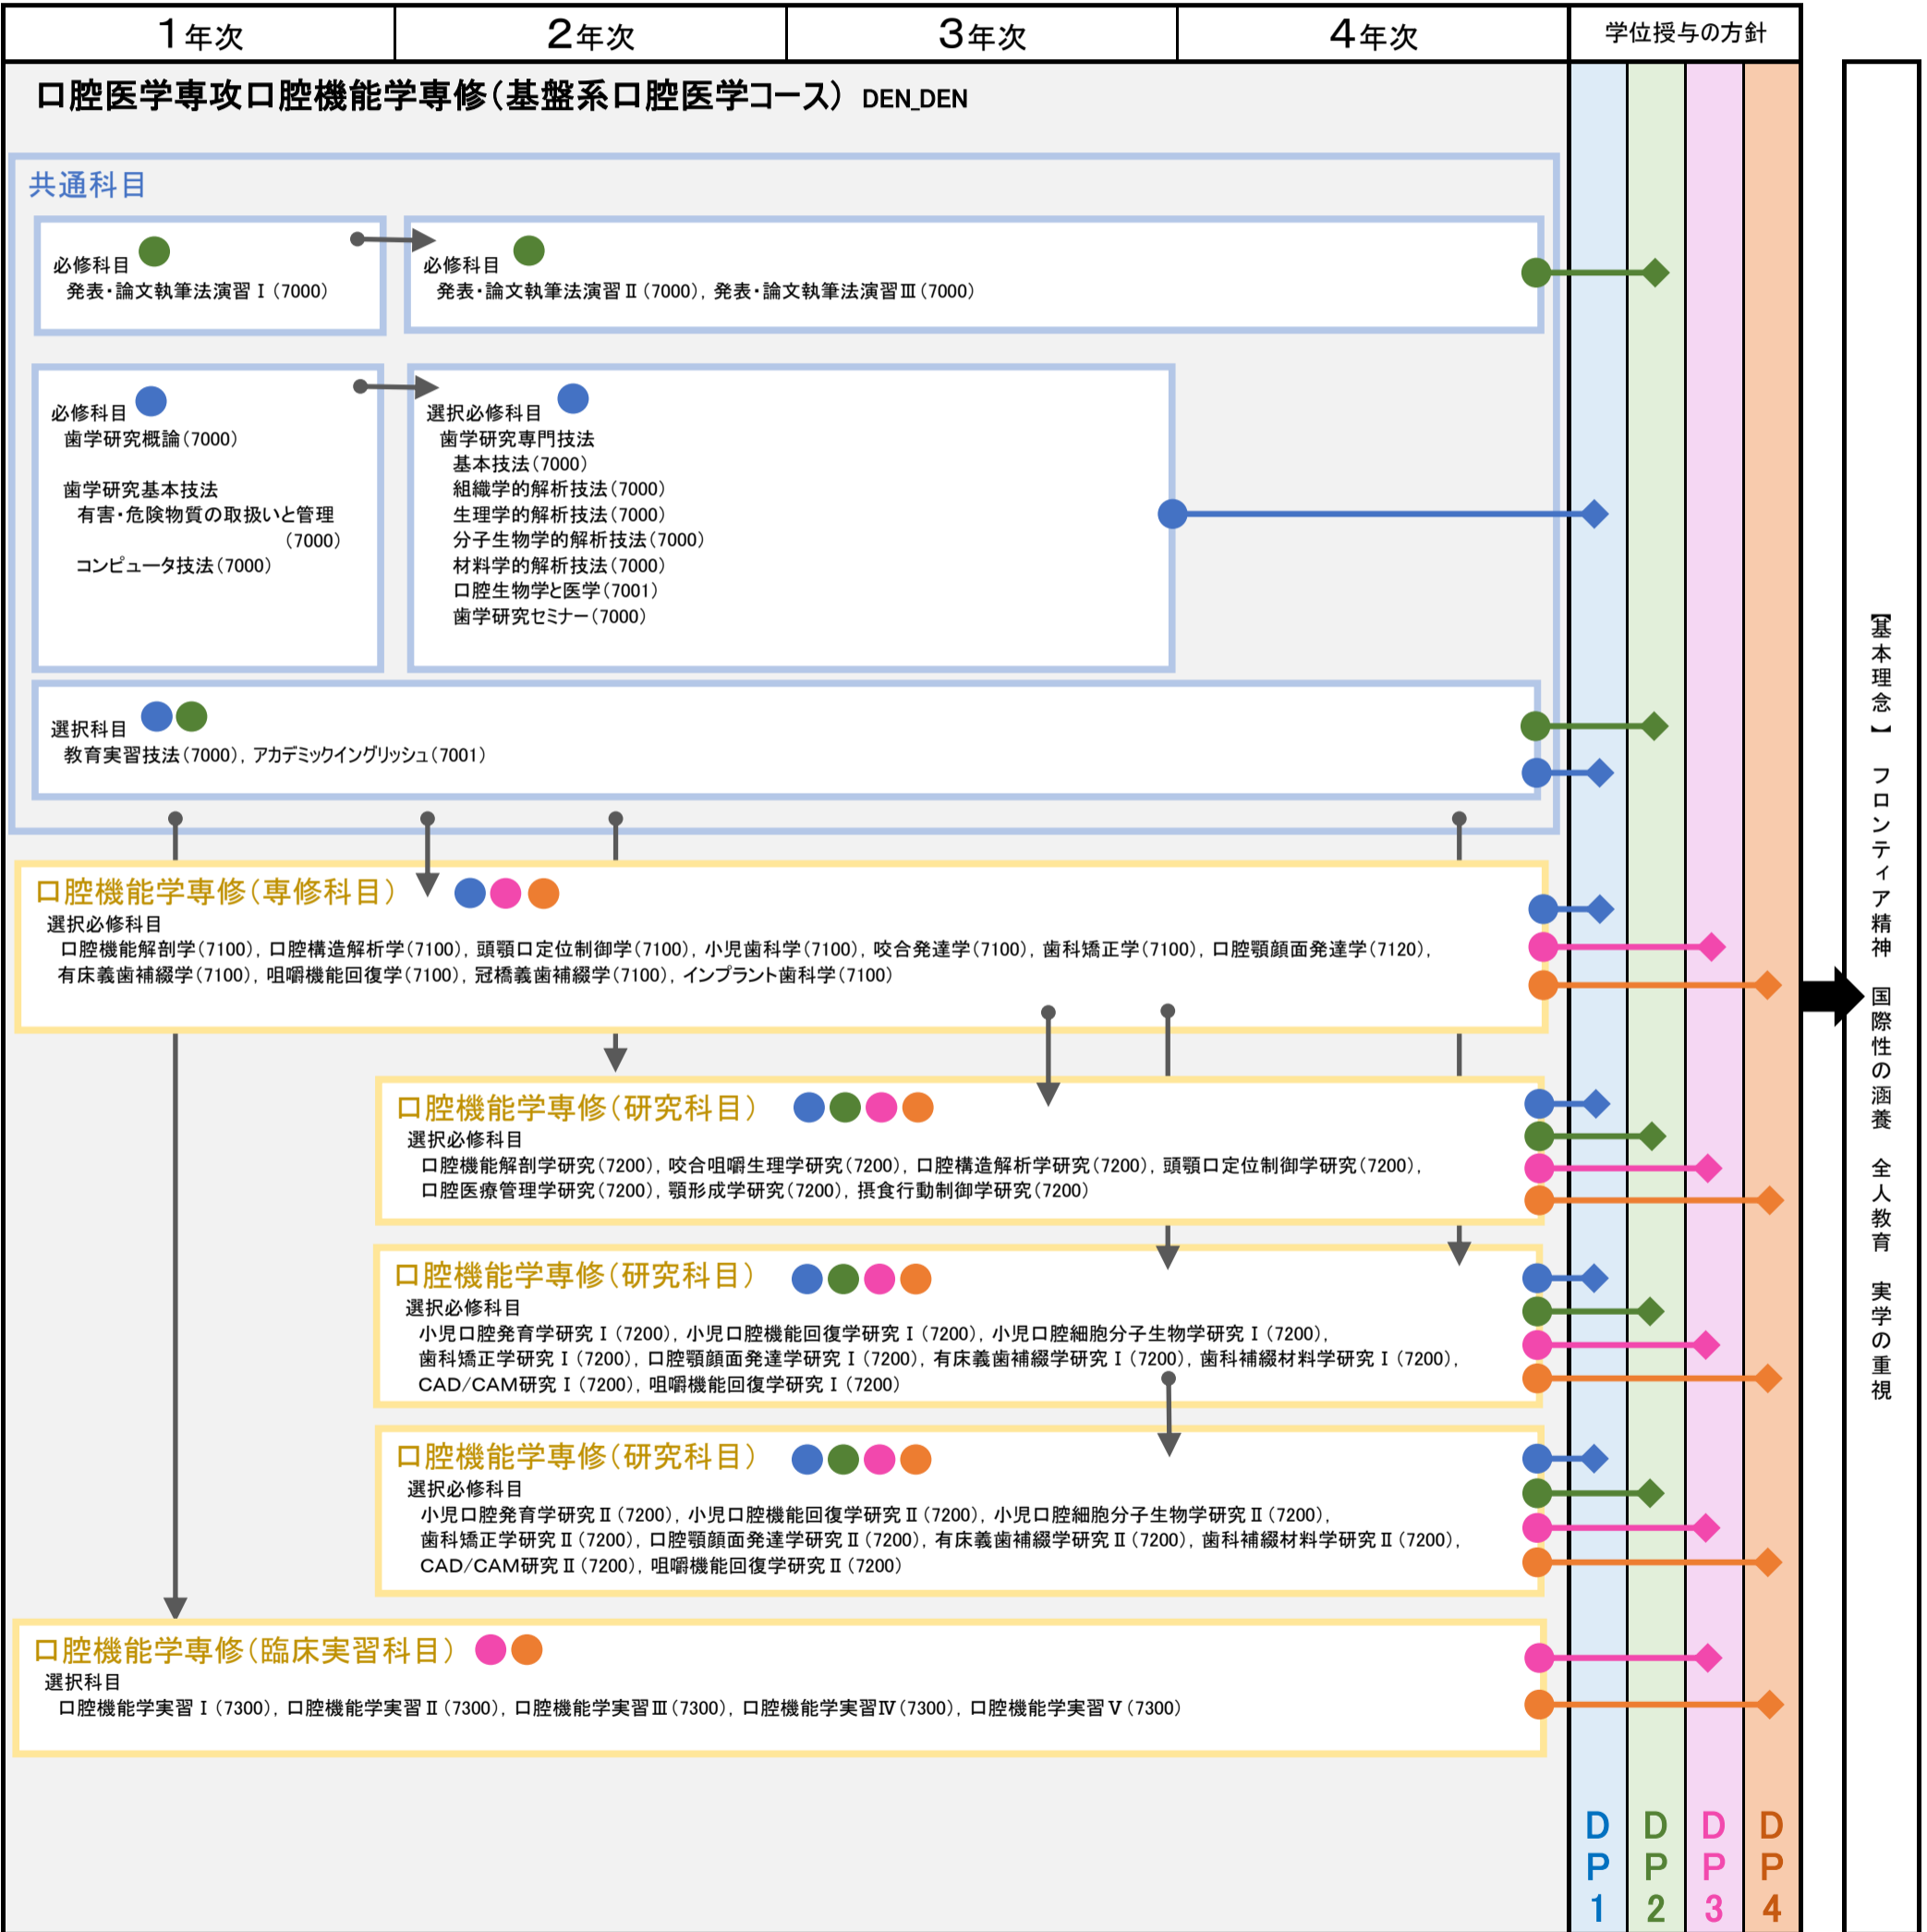 1年次
2年次
3年次
4年次
学位授与の方針
口腔医学専攻口腔機能学専修（基盤系口腔医学コース） DEN_DEN
共通科目
必修科目
発表・論文執筆法演習Ⅰ（7000）
必修科目
発表・論文執筆法演習Ⅱ（7000），発表・論文執筆法演習Ⅲ（7000）
必修科目
歯学研究概論（7000）
歯学研究基本技法
有害・危険物質の取扱いと管理
（7000）
コンピュータ技法（7000）
選択必修科目
歯学研究専門技法
基本技法（7000）
組織学的解析技法（7000）
生理学的解析技法（7000）
分子生物学的解析技法（7000）
材料学的解析技法（7000）
口腔生物学と医学（7001）
歯学研究セミナー（7000）
選択科目
教育実習技法（7000），アカデミックイングリッシュ（7001）
口腔機能学専修（専修科目）
選択必修科目
口腔機能解剖学（7100），口腔構造解析学（7100），頭顎口定位制御学（7100），小児歯科学（7100），咬合発達学（7100），歯科矯正学（7100），口腔顎顔面発達学（7120），
有床義歯補綴学（7100），咀嚼機能回復学（7100），冠橋義歯補綴学（7100），インプラント歯科学（7100）
口腔機能学専修（研究科目）
選択必修科目
口腔機能解剖学研究（7200），咬合咀嚼生理学研究（7200），口腔構造解析学研究（7200），頭顎口定位制御学研究（7200），
口腔医療管理学研究（7200），顎形成学研究（7200），摂食行動制御学研究（7200）
口腔機能学専修（研究科目）
選択必修科目
小児口腔発育学研究Ⅰ（7200），小児口腔機能回復学研究Ⅰ（7200），小児口腔細胞分子生物学研究Ⅰ（7200），
歯科矯正学研究Ⅰ（7200），口腔顎顔面発達学研究Ⅰ（7200），有床義歯補綴学研究Ⅰ（7200），歯科補綴材料学研究Ⅰ（7200），
CAD/CAM研究Ⅰ（7200），咀嚼機能回復学研究Ⅰ（7200）
口腔機能学専修（研究科目）
選択必修科目
小児口腔発育学研究Ⅱ（7200），小児口腔機能回復学研究Ⅱ（7200），小児口腔細胞分子生物学研究Ⅱ（7200），
歯科矯正学研究Ⅱ（7200），口腔顎顔面発達学研究Ⅱ（7200），有床義歯補綴学研究Ⅱ（7200），歯科補綴材料学研究Ⅱ（7200），
CAD/CAM研究Ⅱ（7200），咀嚼機能回復学研究Ⅱ（7200）
口腔機能学専修（臨床実習科目）
選択科目
口腔機能学実習Ⅰ（7300），口腔機能学実習Ⅱ（7300），口腔機能学実習Ⅲ（7300），口腔機能学実習Ⅳ（7300），口腔機能学実習Ⅴ（7300）
DP1
DP2
DP3
DP4
【基本理念】 フロンティア精神 国際性の涵養 全人教育 実学の重視